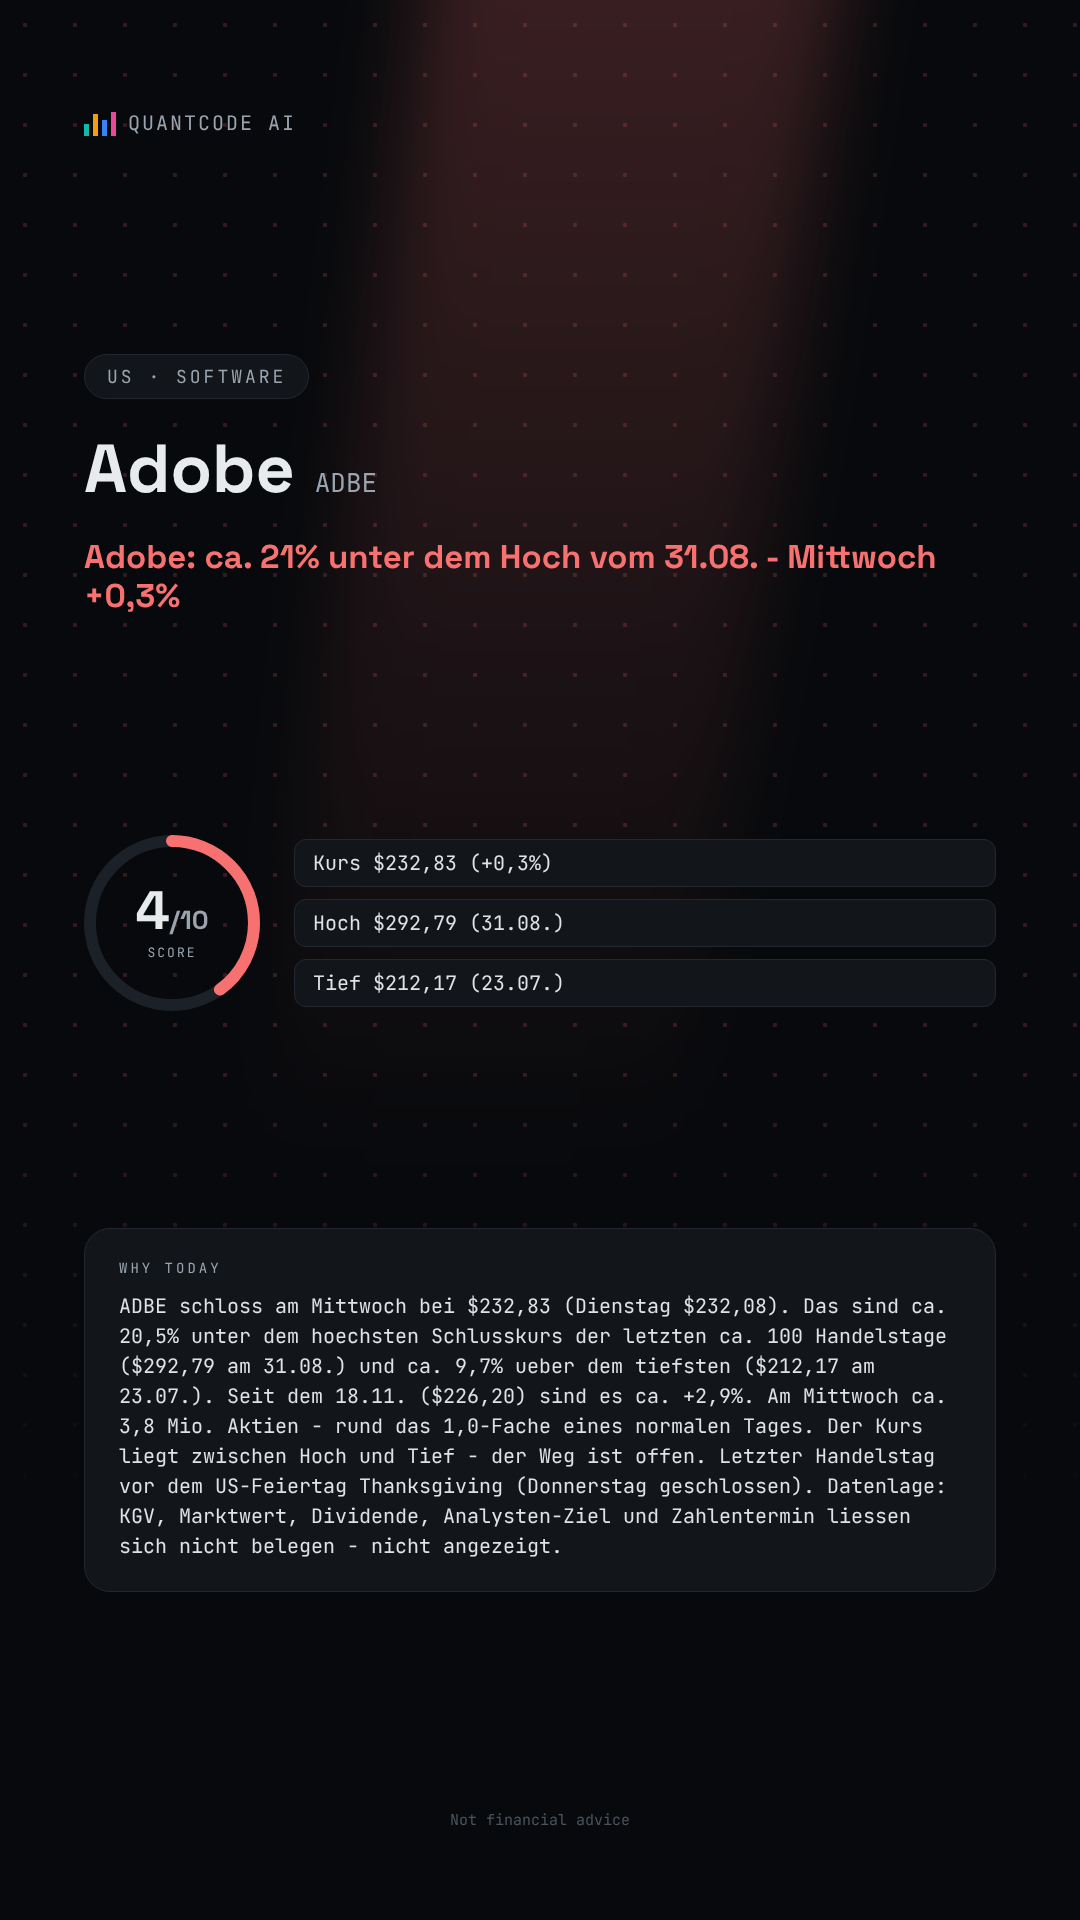 QUANTCODE AI
US · SOFTWARE
Adobe ADBE
Adobe: ca. 21% unter dem Hoch vom 31.08. - Mittwoch
+0,3%
4/10
SCORE
Kurs $232,83 (+0,3%)
Hoch $292,79 (31.08.)
Tief $212,17 (23.07.)
WHY TODAY
ADBE schloss am Mittwoch bei $232,83 (Dienstag $232,08). Das sind ca.
20,5% unter dem hoechsten Schlusskurs der letzten ca. 100 Handelstage
($292,79 am 31.08.) und ca. 9,7% ueber dem tiefsten ($212,17 am
23.07.). Seit dem 18.11. ($226,20) sind es ca. +2,9%. Am Mittwoch ca.
3,8 Mio. Aktien - rund das 1,0-Fache eines normalen Tages. Der Kurs
liegt zwischen Hoch und Tief - der Weg ist offen. Letzter Handelstag
vor dem US-Feiertag Thanksgiving (Donnerstag geschlossen). Datenlage:
KGV, Marktwert, Dividende, Analysten-Ziel und Zahlentermin liessen
sich nicht belegen - nicht angezeigt.
Not financial advice